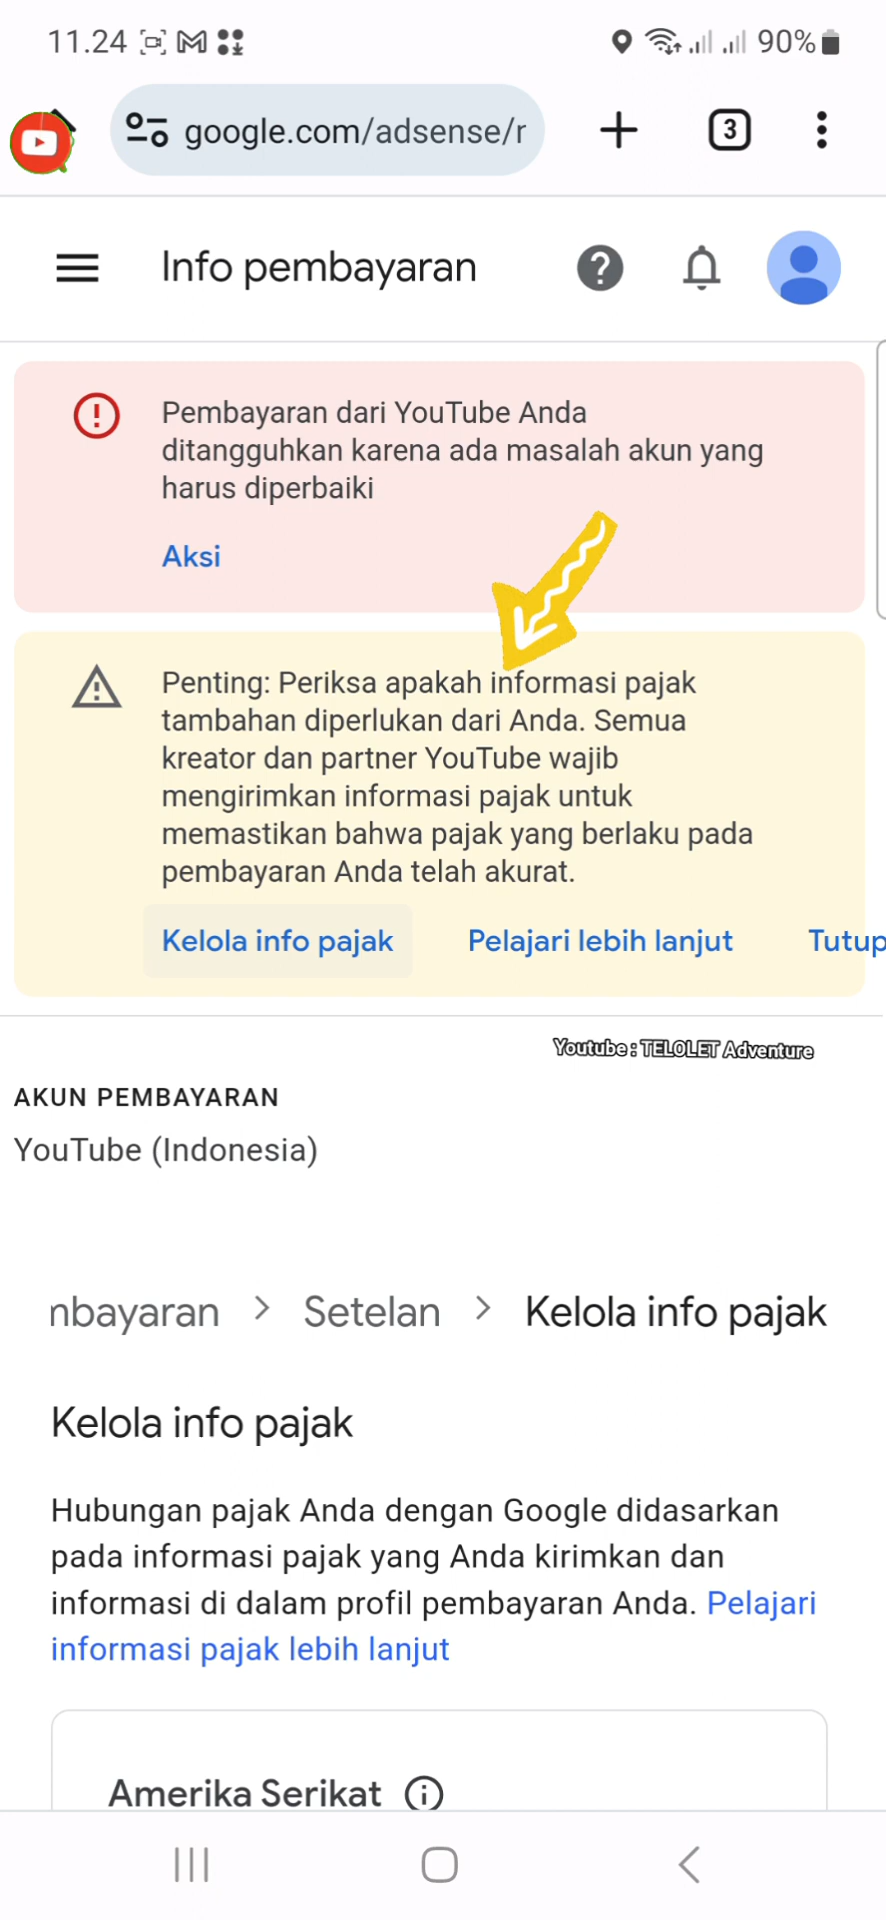 11.24
90%
google.com/adsense/r
3
Info pembayaran
Pembayaran dari YouTube Anda
ditangguhkan karena ada masalah akun yang
harus diperbaiki
Aksi
Penting: Periksa apakah informasi pajak
tambahan diperlukan dari Anda. Semua
kreator dan partner YouTube wajib
mengirimkan informasi pajak untuk
memastikan bahwa pajak yang berlaku pada
pembayaran Anda telah akurat.
Kelola info pajak Pelajari lebih lanjut Tutup
Youtube : TELOLET Adventure
AKUN PEMBAYARAN
YouTube (Indonesia)
nbayaran > Setelan > Kelola info pajak
Kelola info pajak
Hubungan pajak Anda dengan Google didasarkan
pada informasi pajak yang Anda kirimkan dan
informasi di dalam profil pembayaran Anda. Pelajari
informasi pajak lebih lanjut
Amerika Serikat